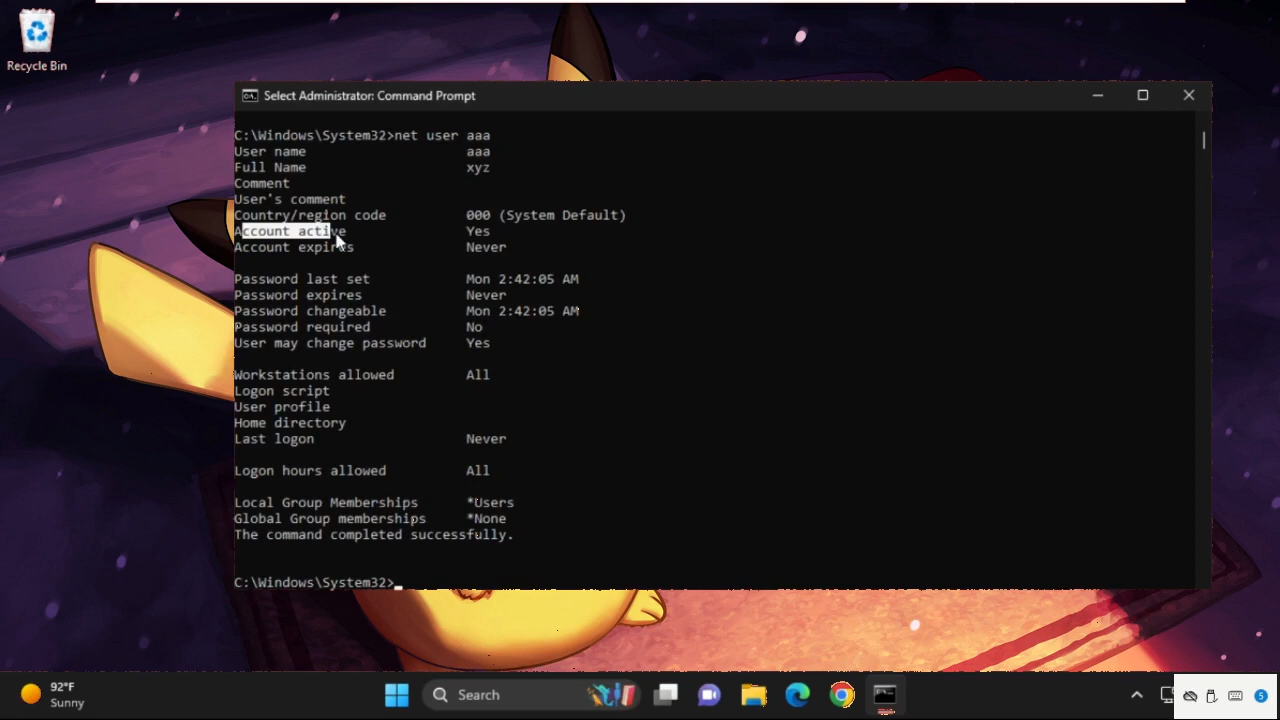 Recycle Bin
Select Administrator: Command Prompt
C:\Windows\System32>net user aaa
User name aaa
Full Name xyz
Comment
User's comment
Country/region code 000 (System Default)
Account active Yes
Account expires Never
Password last set Mon 2:42:05 AM
Password expires Never
Password changeable Mon 2:42:05 AM
Password required No
User may change password Yes
Workstations allowed All
Logon script
User profile
Home directory
Last logon Never
Logon hours allowed All
Local Group Memberships *Users
Global Group memberships *None
The command completed successfully.
C:\Windows\System32>
92°F
Sunny
Search
5